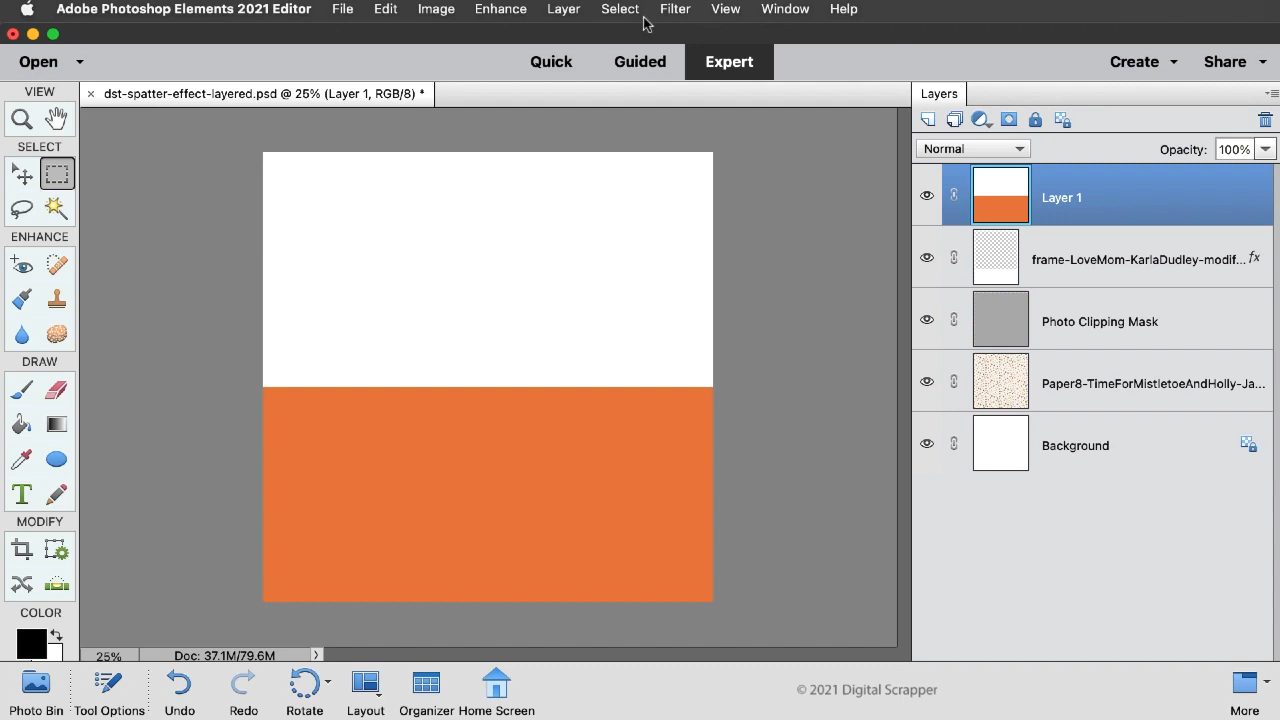 Adobe Photoshop Elements 2021 Editor File Edit Image Enhance Layer Select Filter View Window Help
Open Quick Guided Expert Create Share
VIEW
× dst-spatter-effect-layered.psd @ 25% (Layer 1, RGB/8) *
Layers
SELECT
Normal Opacity: 100%
Layer 1
ENHANCE
frame-LoveMom-KarlaDudley-modif... fx
Photo Clipping Mask
DRAW
Paper8-TimeForMistletoeAndHolly-Ja...
Background
T
MODIFY
COLOR
25% Doc: 37.1M/79.6M
Photo Bin Tool Options Undo Redo Rotate Layout Organizer Home Screen © 2021 Digital Scrapper More